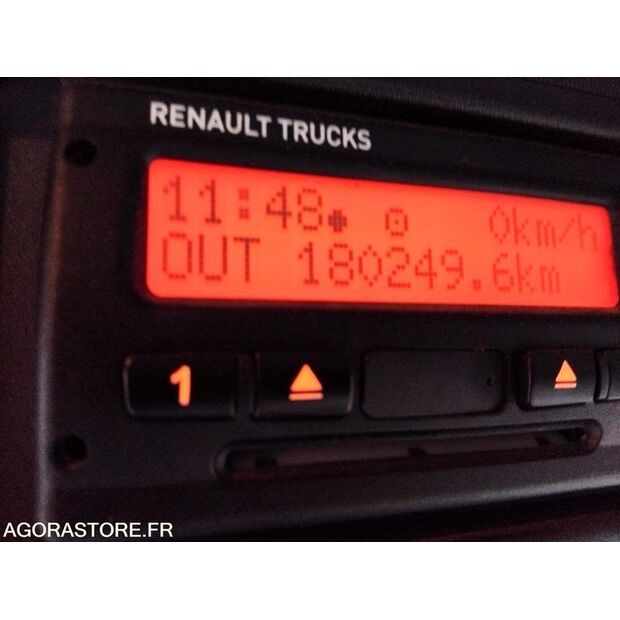 RENAULT TRUCKS
11:48 0km/h
OUT 180249.6km
1
AGORASTORE.FR